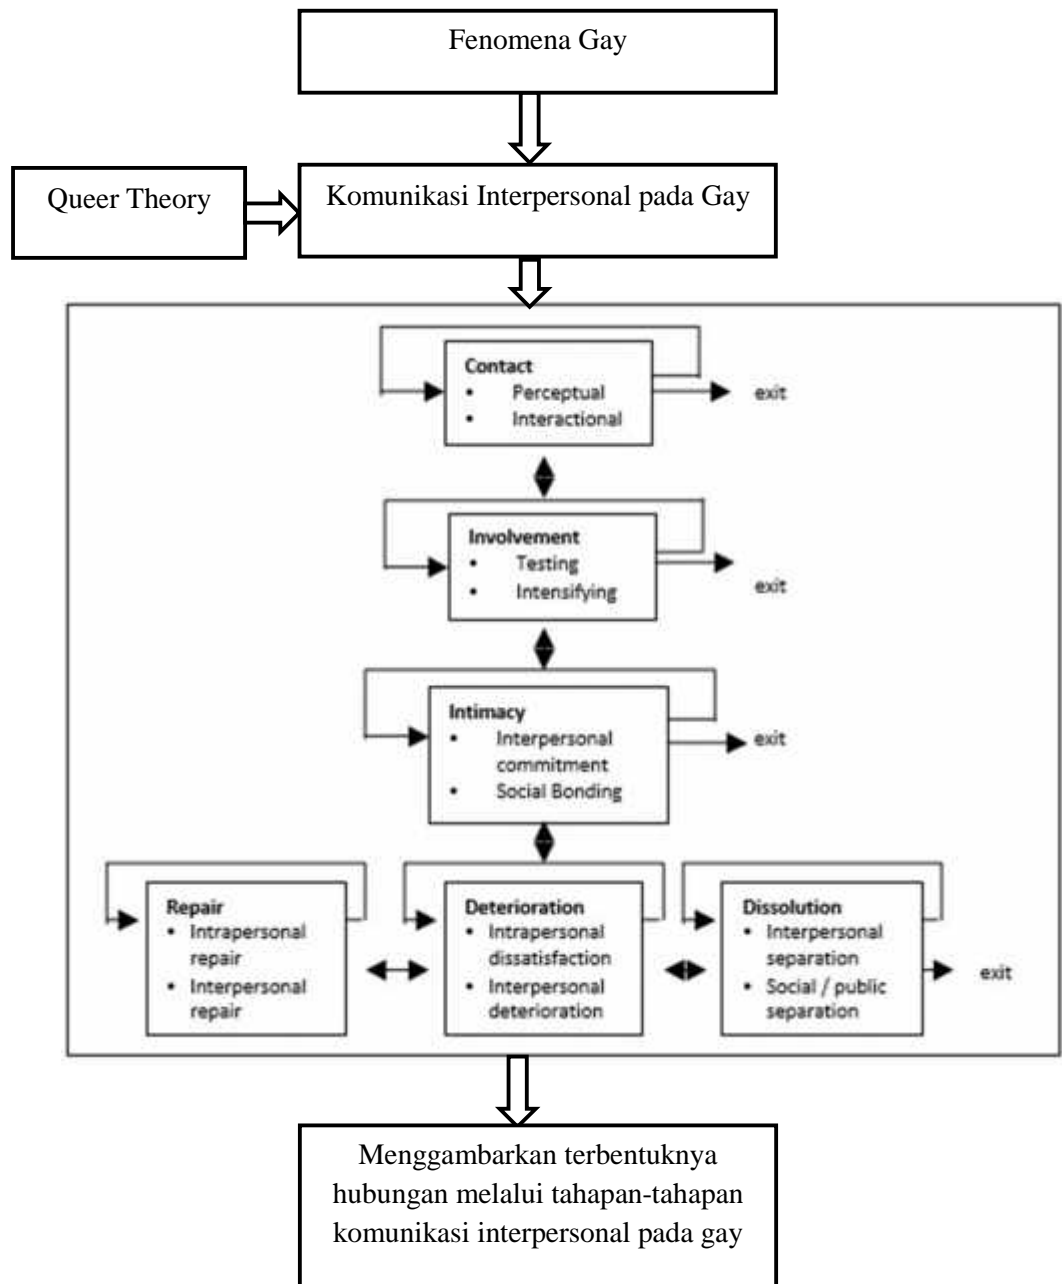 Fenomena Gay
Queer Theory
Komunikasi Interpersonal pada Gay
Contact
• Perceptual
• Interactional
exit
Involvement
• Testing
• Intensifying
exit
Intimacy
• Interpersonal
commitment
• Social Bonding
exit
Repair
• Intrapersonal
repair
• Interpersonal
repair
Deterioration
• Intrapersonal
dissatisfaction
• Interpersonal
deterioration
Dissolution
• Interpersonal
separation
• Social / public
separation
exit
Menggambarkan terbentuknya
hubungan melalui tahapan-tahapan
komunikasi interpersonal pada gay